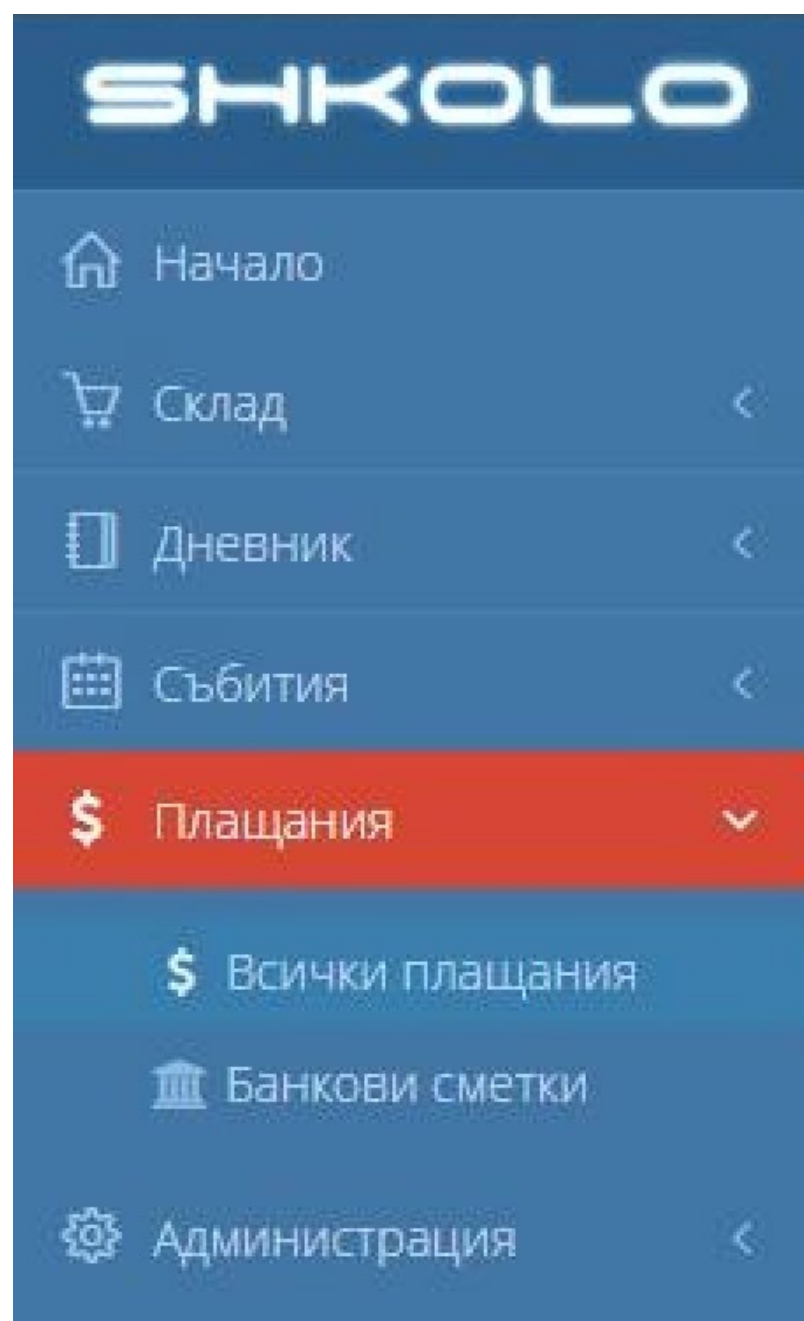 SHKOLO
Начало
Склад
Дневник
Събития
$ Плащания
$ Всички плащания
Банкови сметки
Администрация